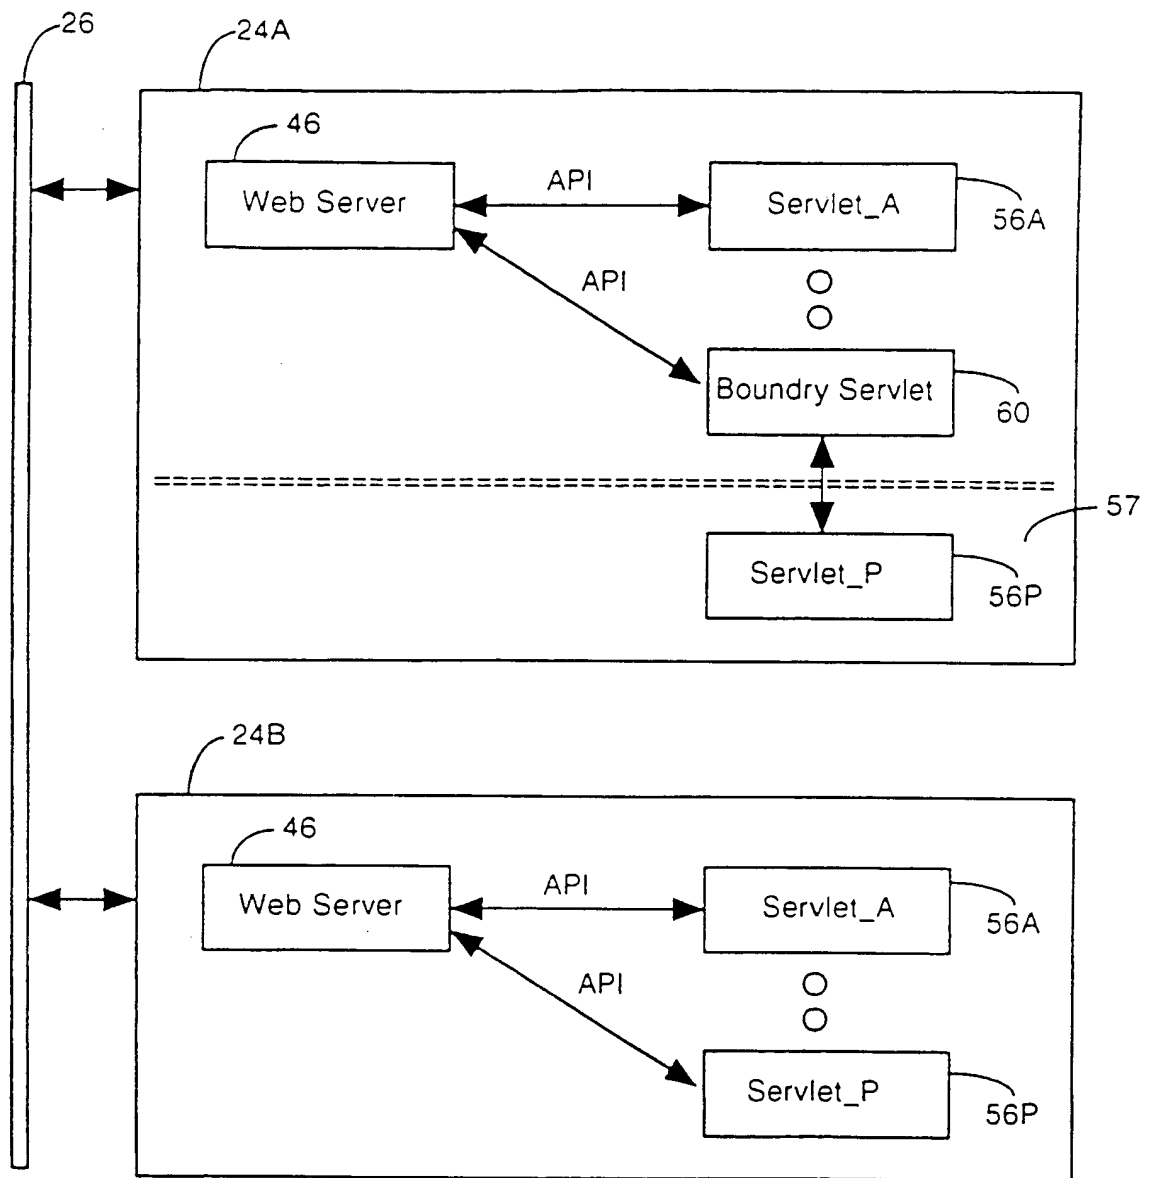 26
24A
46
Web Server
API
Servlet_A
56A
API
Boundry Servlet
60
57
Servlet_P
56P
24B
46
Web Server
API
Servlet_A
56A
API
Servlet_P
56P